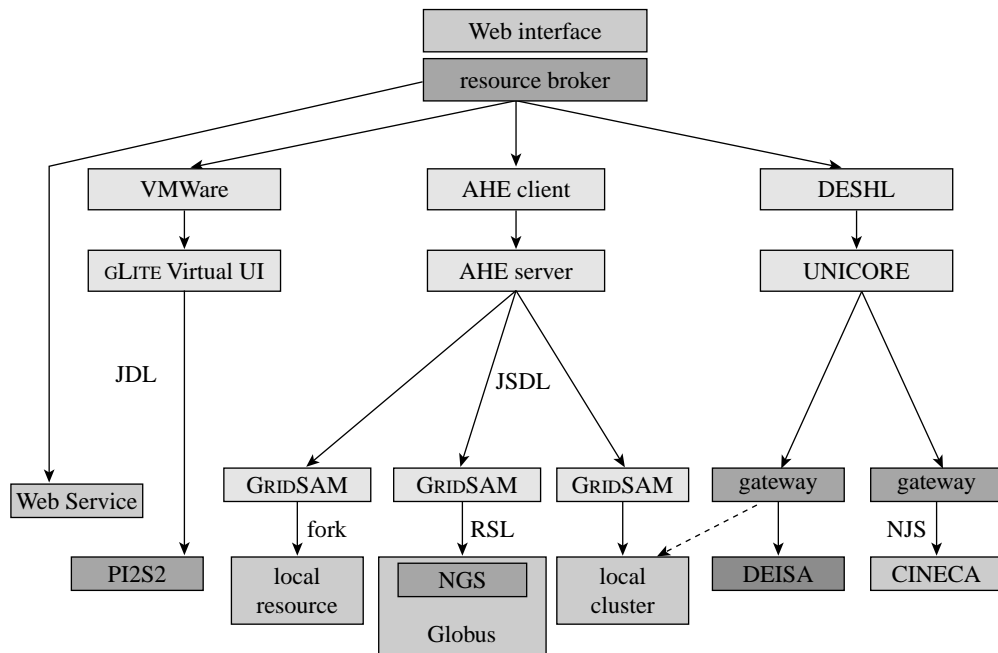 Web interface
resource broker
VMWare
AHE client
DESHL
GLITE Virtual UI
AHE server
UNICORE
JDL
JSDL
GRIDSAM
GRIDSAM
GRIDSAM
gateway
gateway
Web Service
fork
RSL
NJS
PI2S2
local
resource
NGS
Globus
local
cluster
DEISA
CINECA